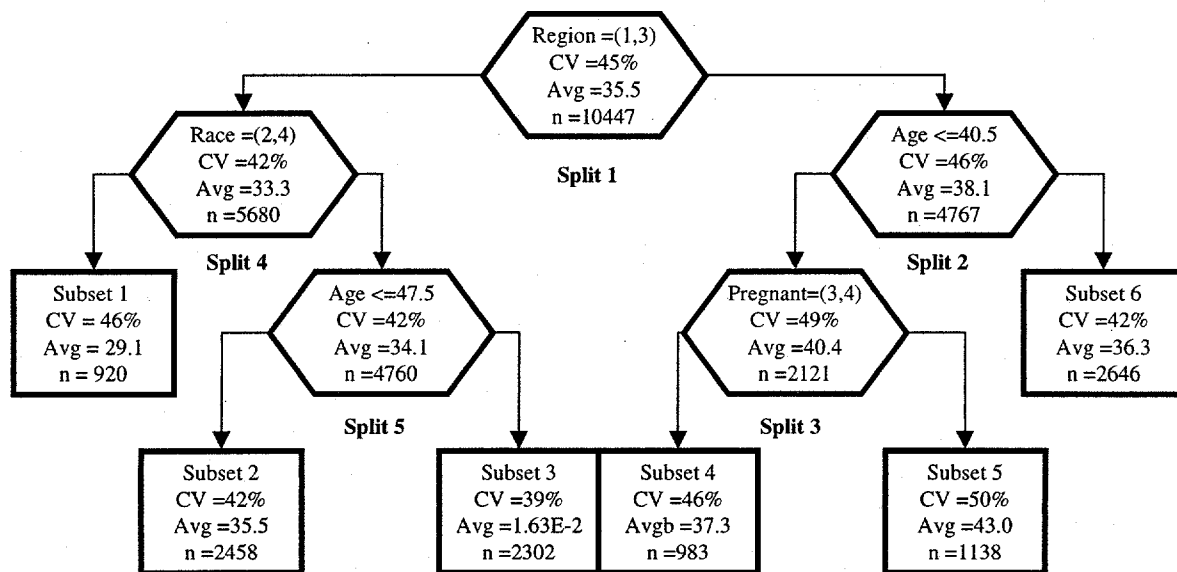 Region =(1,3)
CV =45%
Avg =35.5
n =10447
Split 1
Race =(2,4)
CV =42%
Avg =33.3
n =5680
Split 4
Age <=40.5
CV =46%
Avg =38.1
n =4767
Split 2
Subset 1
CV = 46%
Avg = 29.1
n = 920
Age <=47.5
CV =42%
Avg =34.1
n =4760
Split 5
Pregnant=(3,4)
CV =49%
Avg =40.4
n =2121
Split 3
Subset 6
CV =42%
Avg =36.3
n =2646
Subset 2
CV =42%
Avg =35.5
n =2458
Subset 3
CV =39%
Avg =1.63E-2
n =2302
Subset 4
CV =46%
Avgb =37.3
n =983
Subset 5
CV =50%
Avg =43.0
n =1138